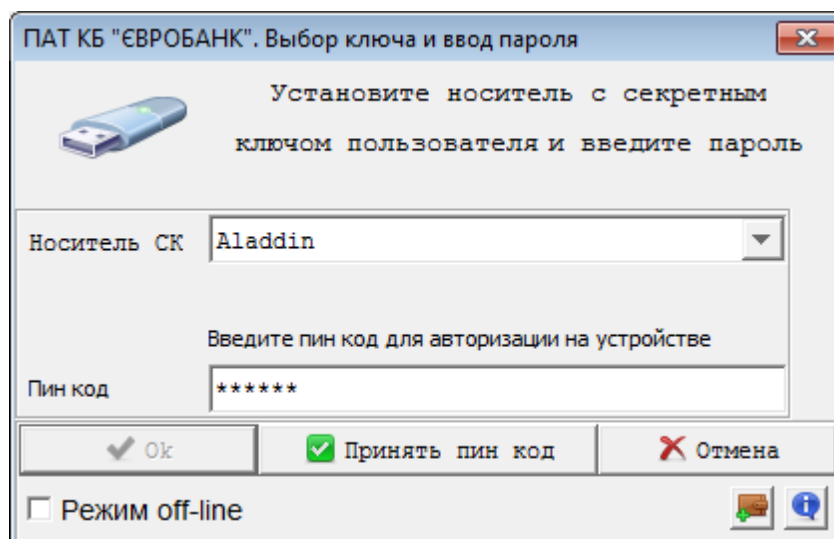 ПАТ КБ "ЄВРОБАНК". Выбор ключа и ввод пароля
Установите носитель с секретным
ключом пользователя и введите пароль
Носитель СК Aladdin
Введите пин код для авторизации на устройстве
Пин код ******
Ok Принять пин код Отмена
Режим off-line